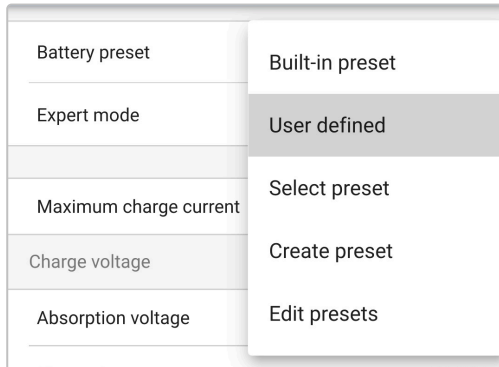 Battery preset
Expert mode
Maximum charge current
Charge voltage
Absorption voltage
Built-in preset
User defined
Select preset
Create preset
Edit presets